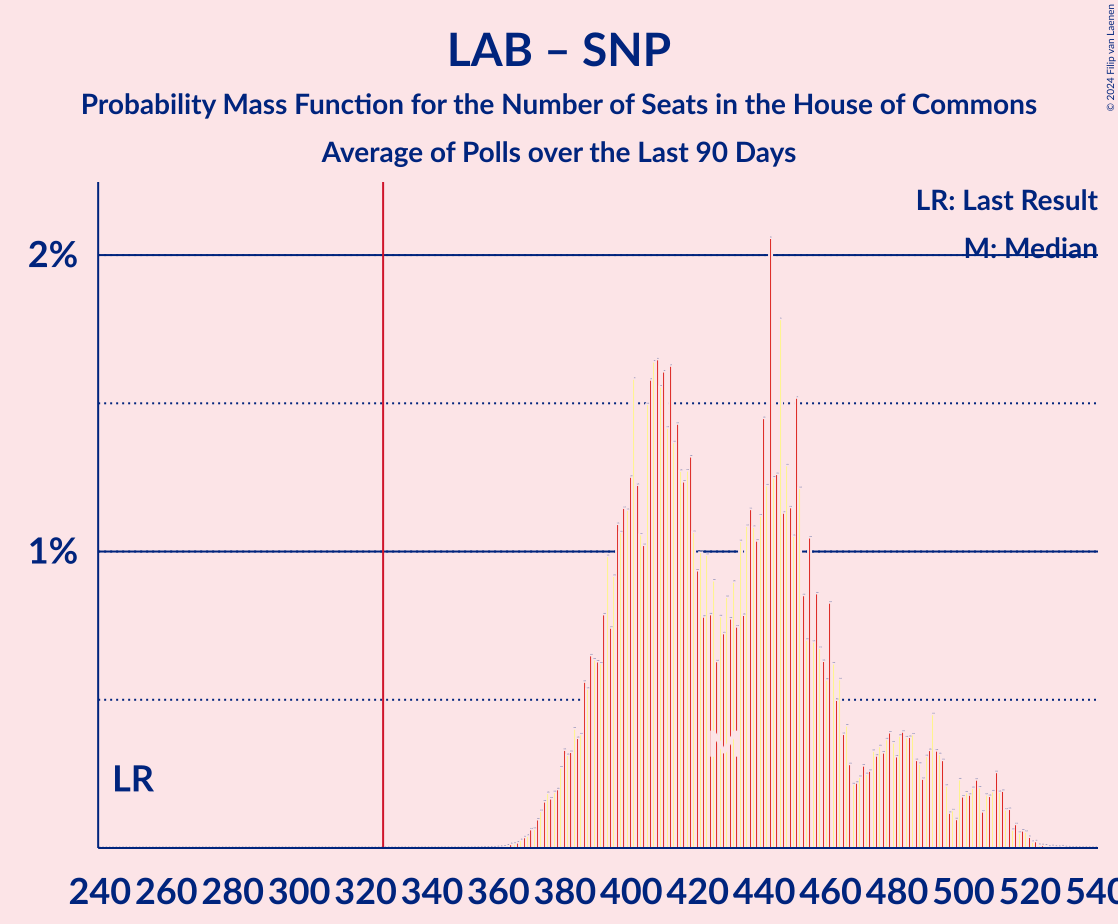 LAB – SNP
Probability Mass Function for the Number of Seats in the House of Commons
Average of Polls over the Last 90 Days
© 2024 Filip van Laenen
LR: Last Result
M: Median
2%
1%
LR
240 260 280 300 320 340 360 380 400 420 440 460 480 500 520 540